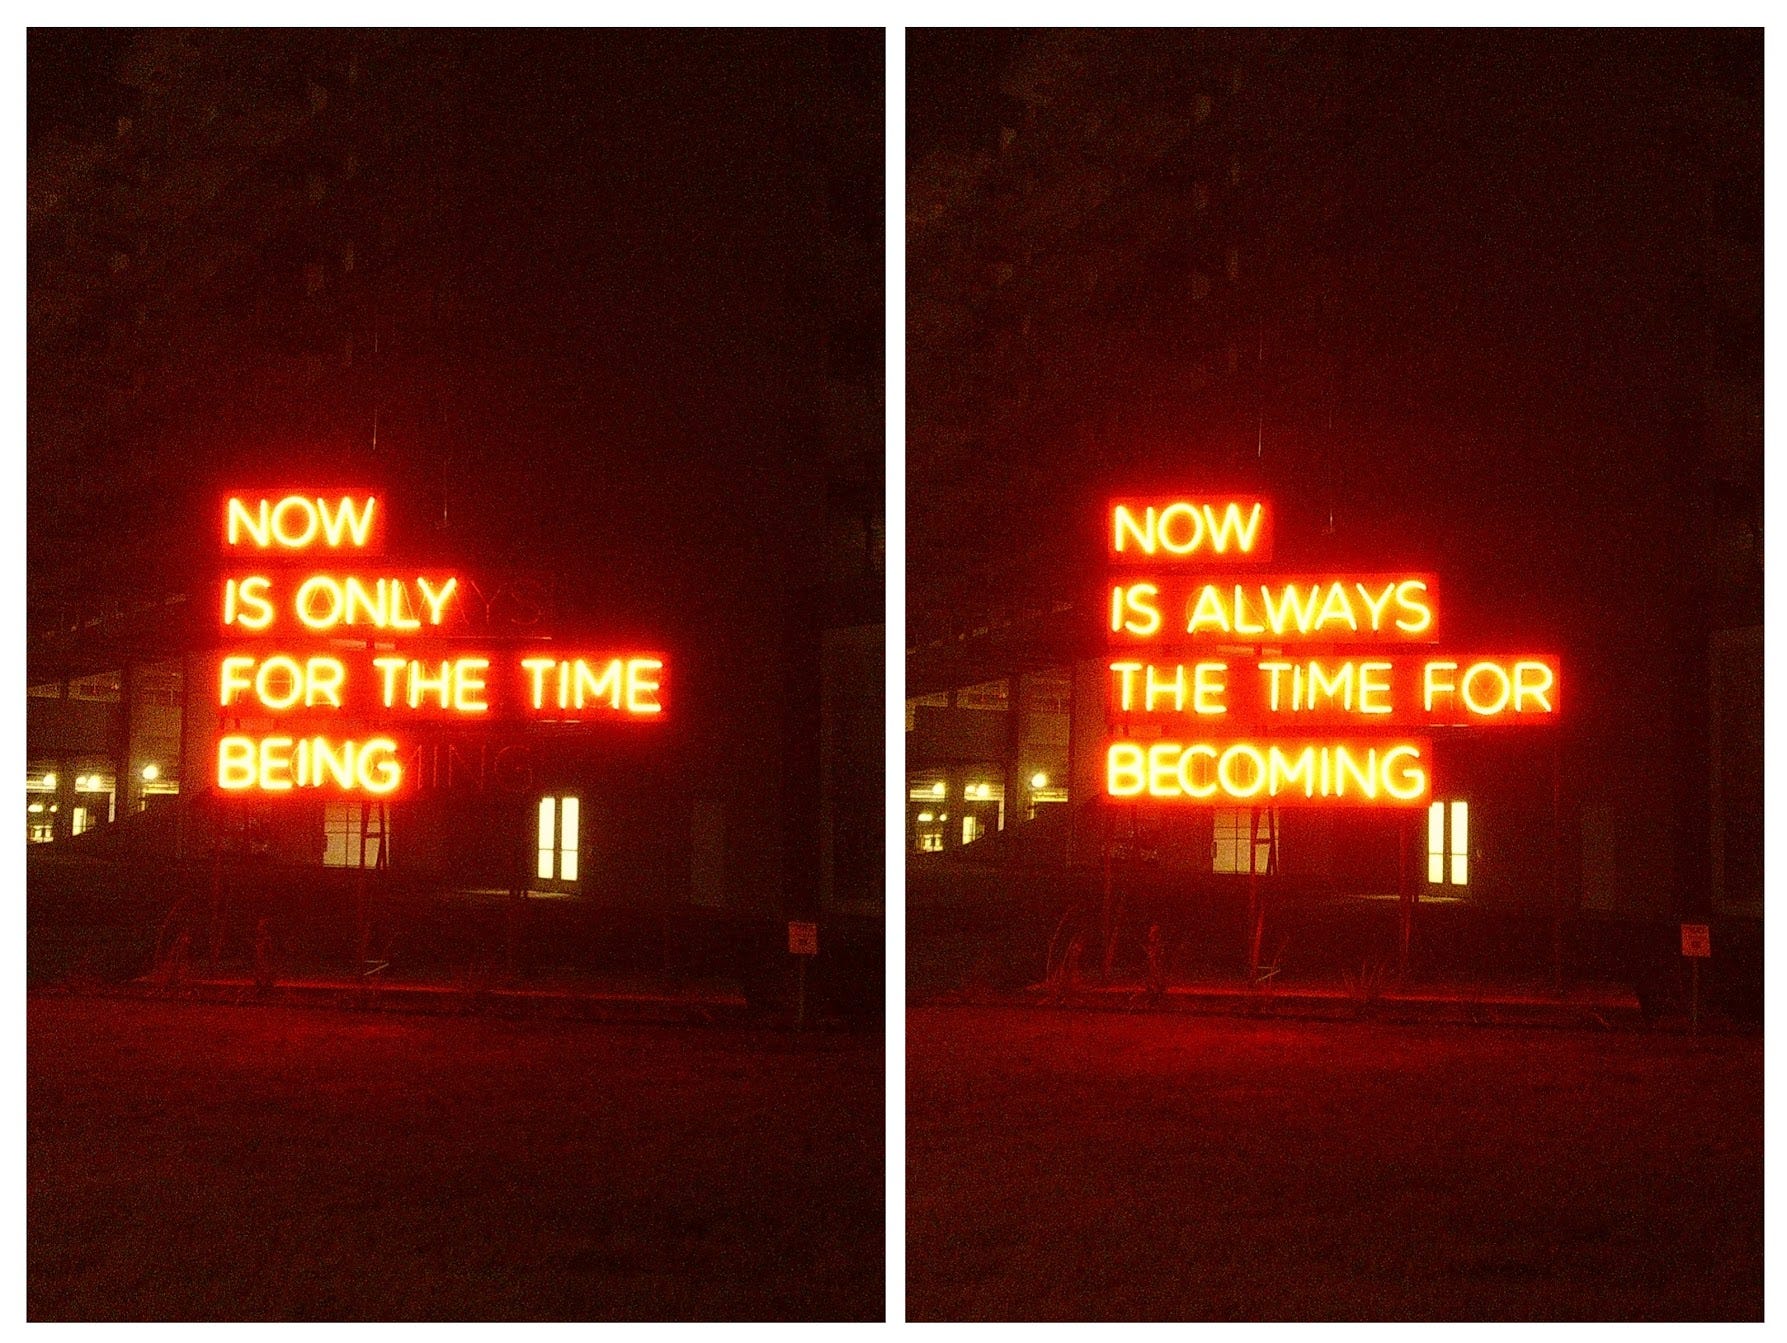 NOW
IS ONLY
FOR THE TIME
BEING
NOW
IS ALWAYS
THE TIME FOR
BECOMING